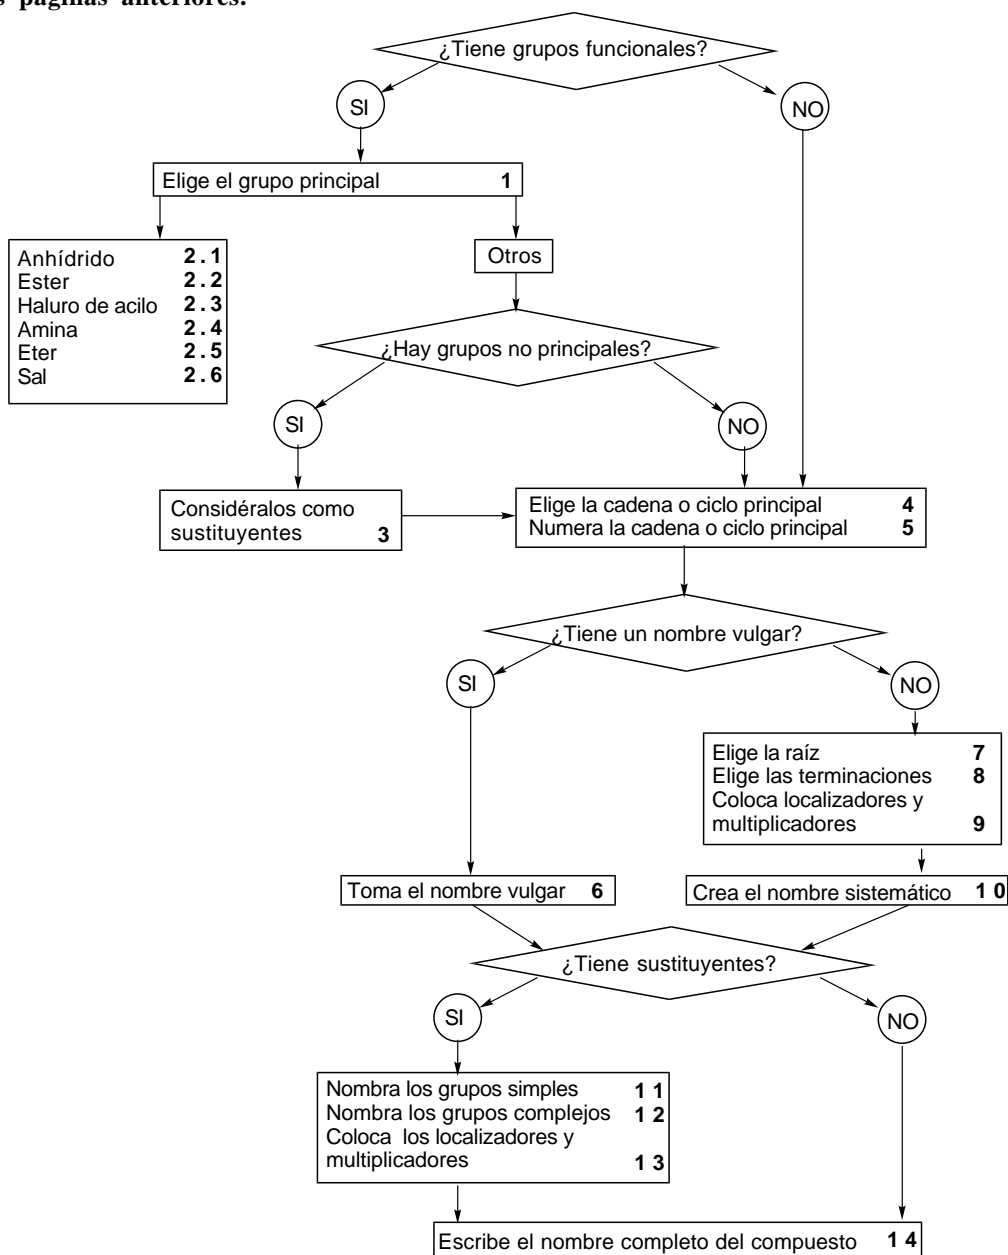 páginas anteriores.
¿Tiene grupos funcionales?
SI
NO
Elige el grupo principal 1
Anhídrido 2.1
Ester 2.2
Haluro de acilo 2.3
Amina 2.4
Eter 2.5
Sal 2.6
Otros
¿Hay grupos no principales?
SI
NO
Considéralos como
sustituyentes 3
Elige la cadena o ciclo principal 4
Numera la cadena o ciclo principal 5
¿Tiene un nombre vulgar?
SI
NO
Elige la raíz 7
Elige las terminaciones 8
Coloca localizadores y
multiplicadores 9
Toma el nombre vulgar 6
Crea el nombre sistemático 10
¿Tiene sustituyentes?
SI
NO
Nombra los grupos simples 11
Nombra los grupos complejos 12
Coloca los localizadores y
multiplicadores 13
Escribe el nombre completo del compuesto 14